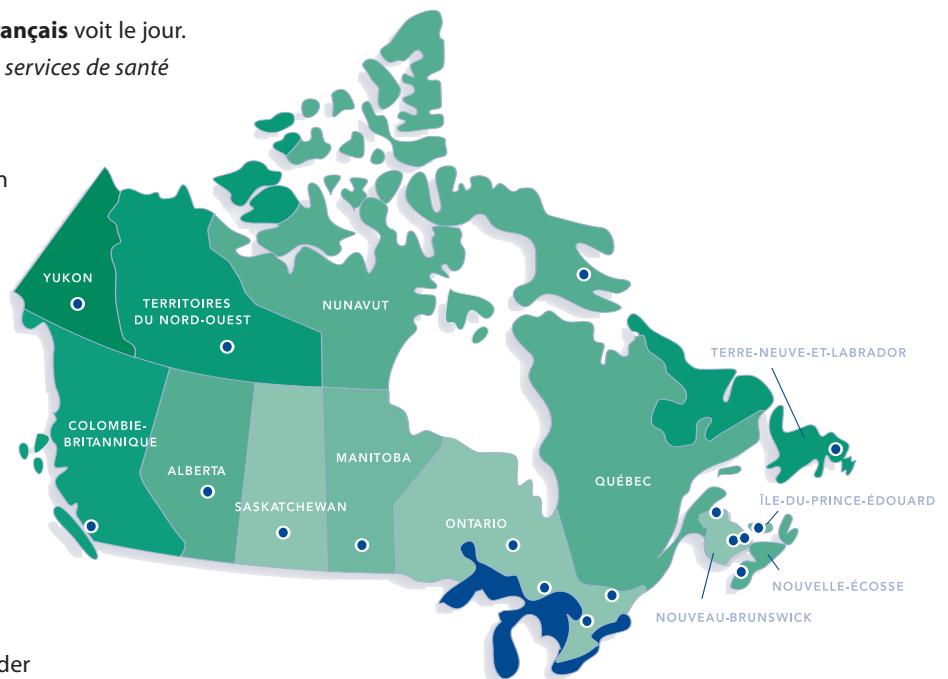 rançais voit le jour.
services de santé
n
YUKON
TERRITOIRES
DU NORD-OUEST
NUNAVUT
TERRE-NEUVE-ET-LABRADOR
COLOMBIE-
BRITANNIQUE
ALBERTA
MANITOBA
SASKATCHEWAN
QUÉBEC
ÎLE-DU-PRINCE-ÉDOUARD
ONTARIO
NOUVELLE-ÉCOSSE
NOUVEAU-BRUNSWICK
der